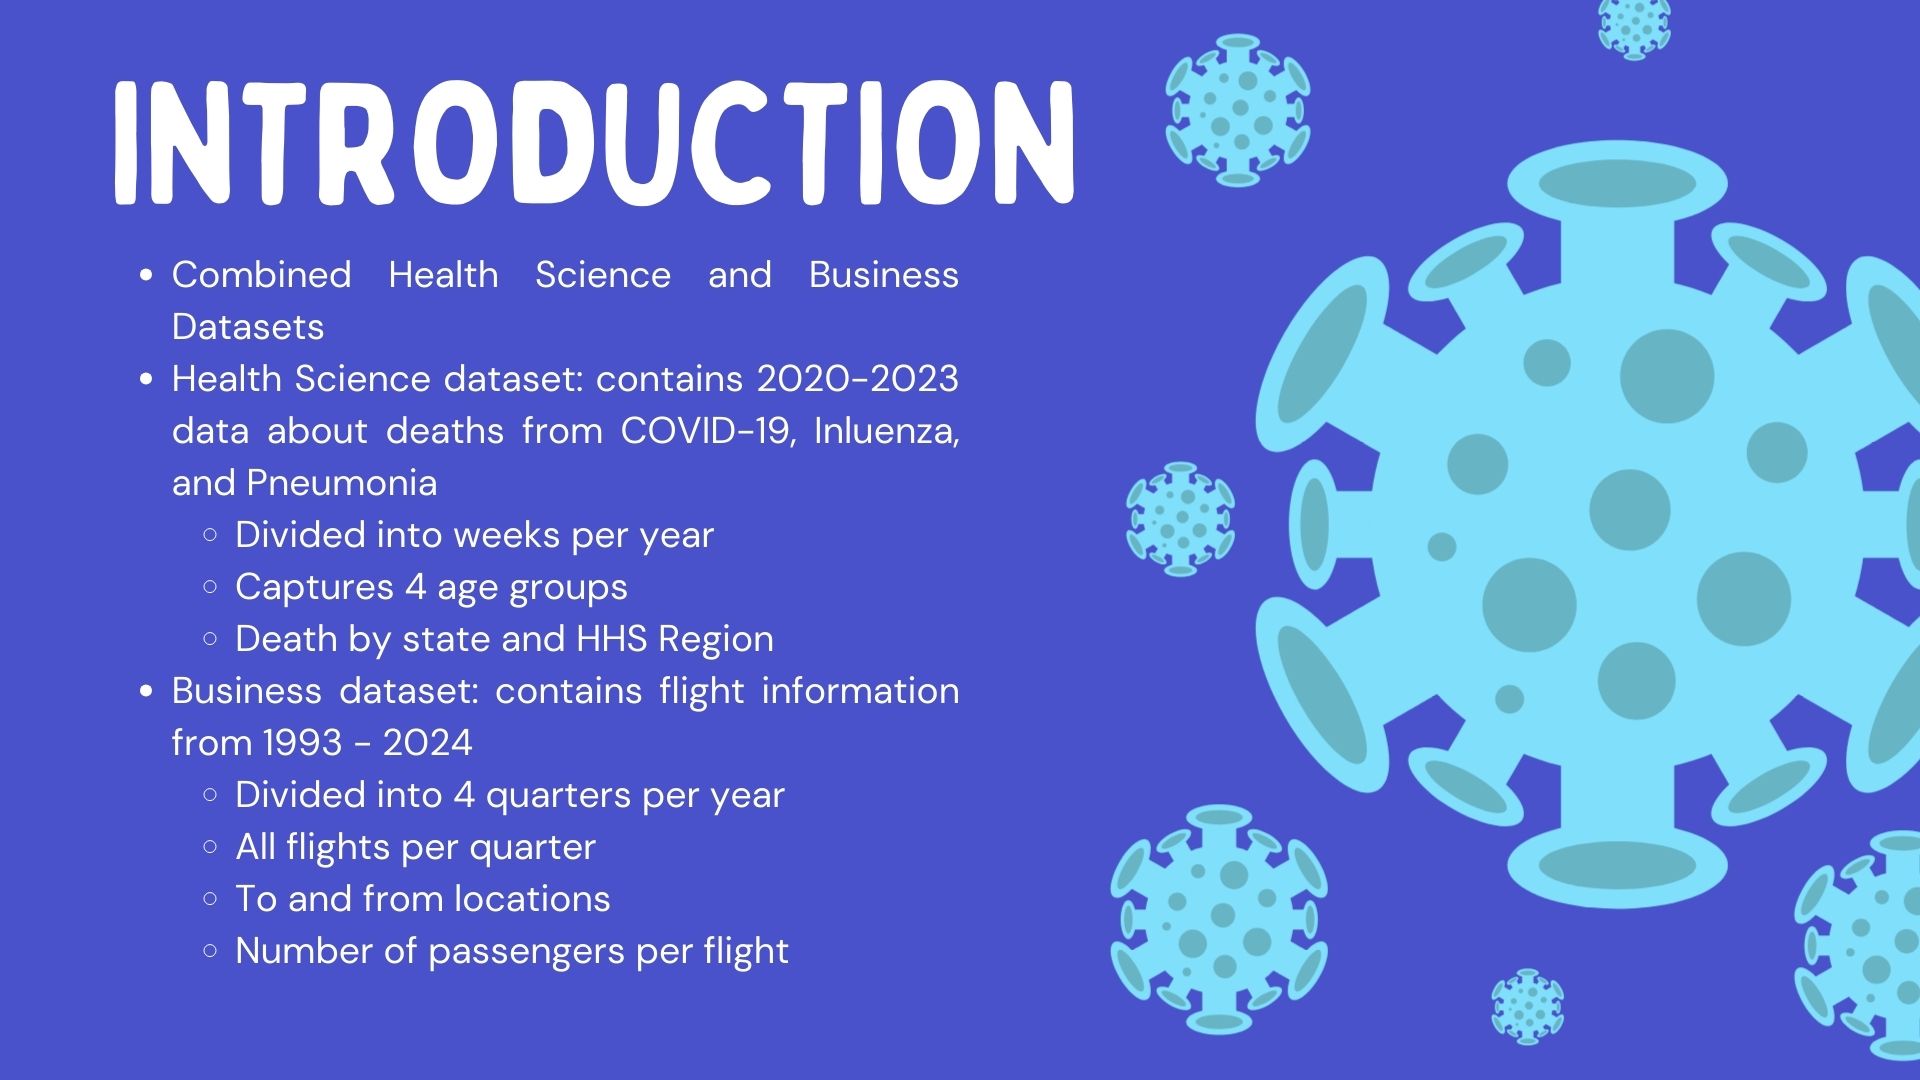 INTRODUCTION
• Combined Health Science and Business
Datasets
• Health Science dataset: contains 2020-2023
data about deaths from COVID-19, Inluenza,
and Pneumonia
○ Divided into weeks per year
○ Captures 4 age groups
○ Death by state and HHS Region
• Business dataset: contains flight information
from 1993 - 2024
○ Divided into 4 quarters per year
○ All flights per quarter
○ To and from locations
○ Number of passengers per flight